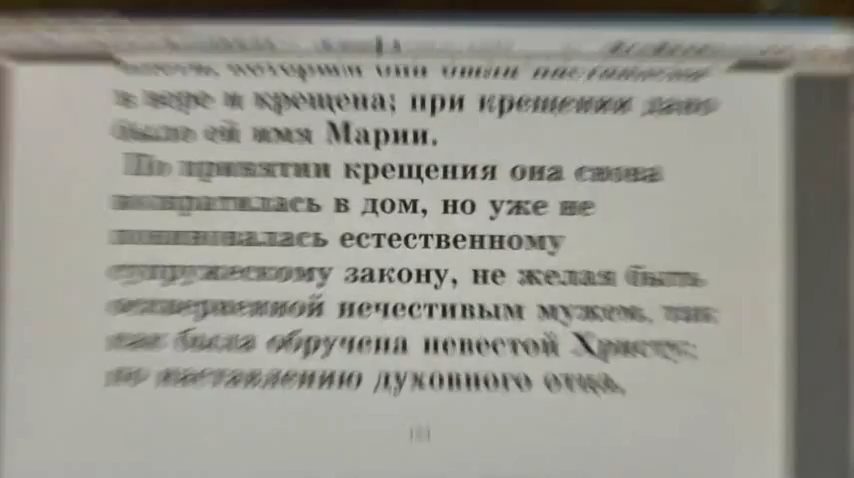 в вере и крещена; при крещении дано
было ей имя Марии.
По принятии крещения она снова
возвратилась в дом, но уже не
повиновалась естественному
супружескому закону, не желая быть
оскверненной нечестивым мужем, так
как была обручена невестой Христу;
по наставлению духовного отца,